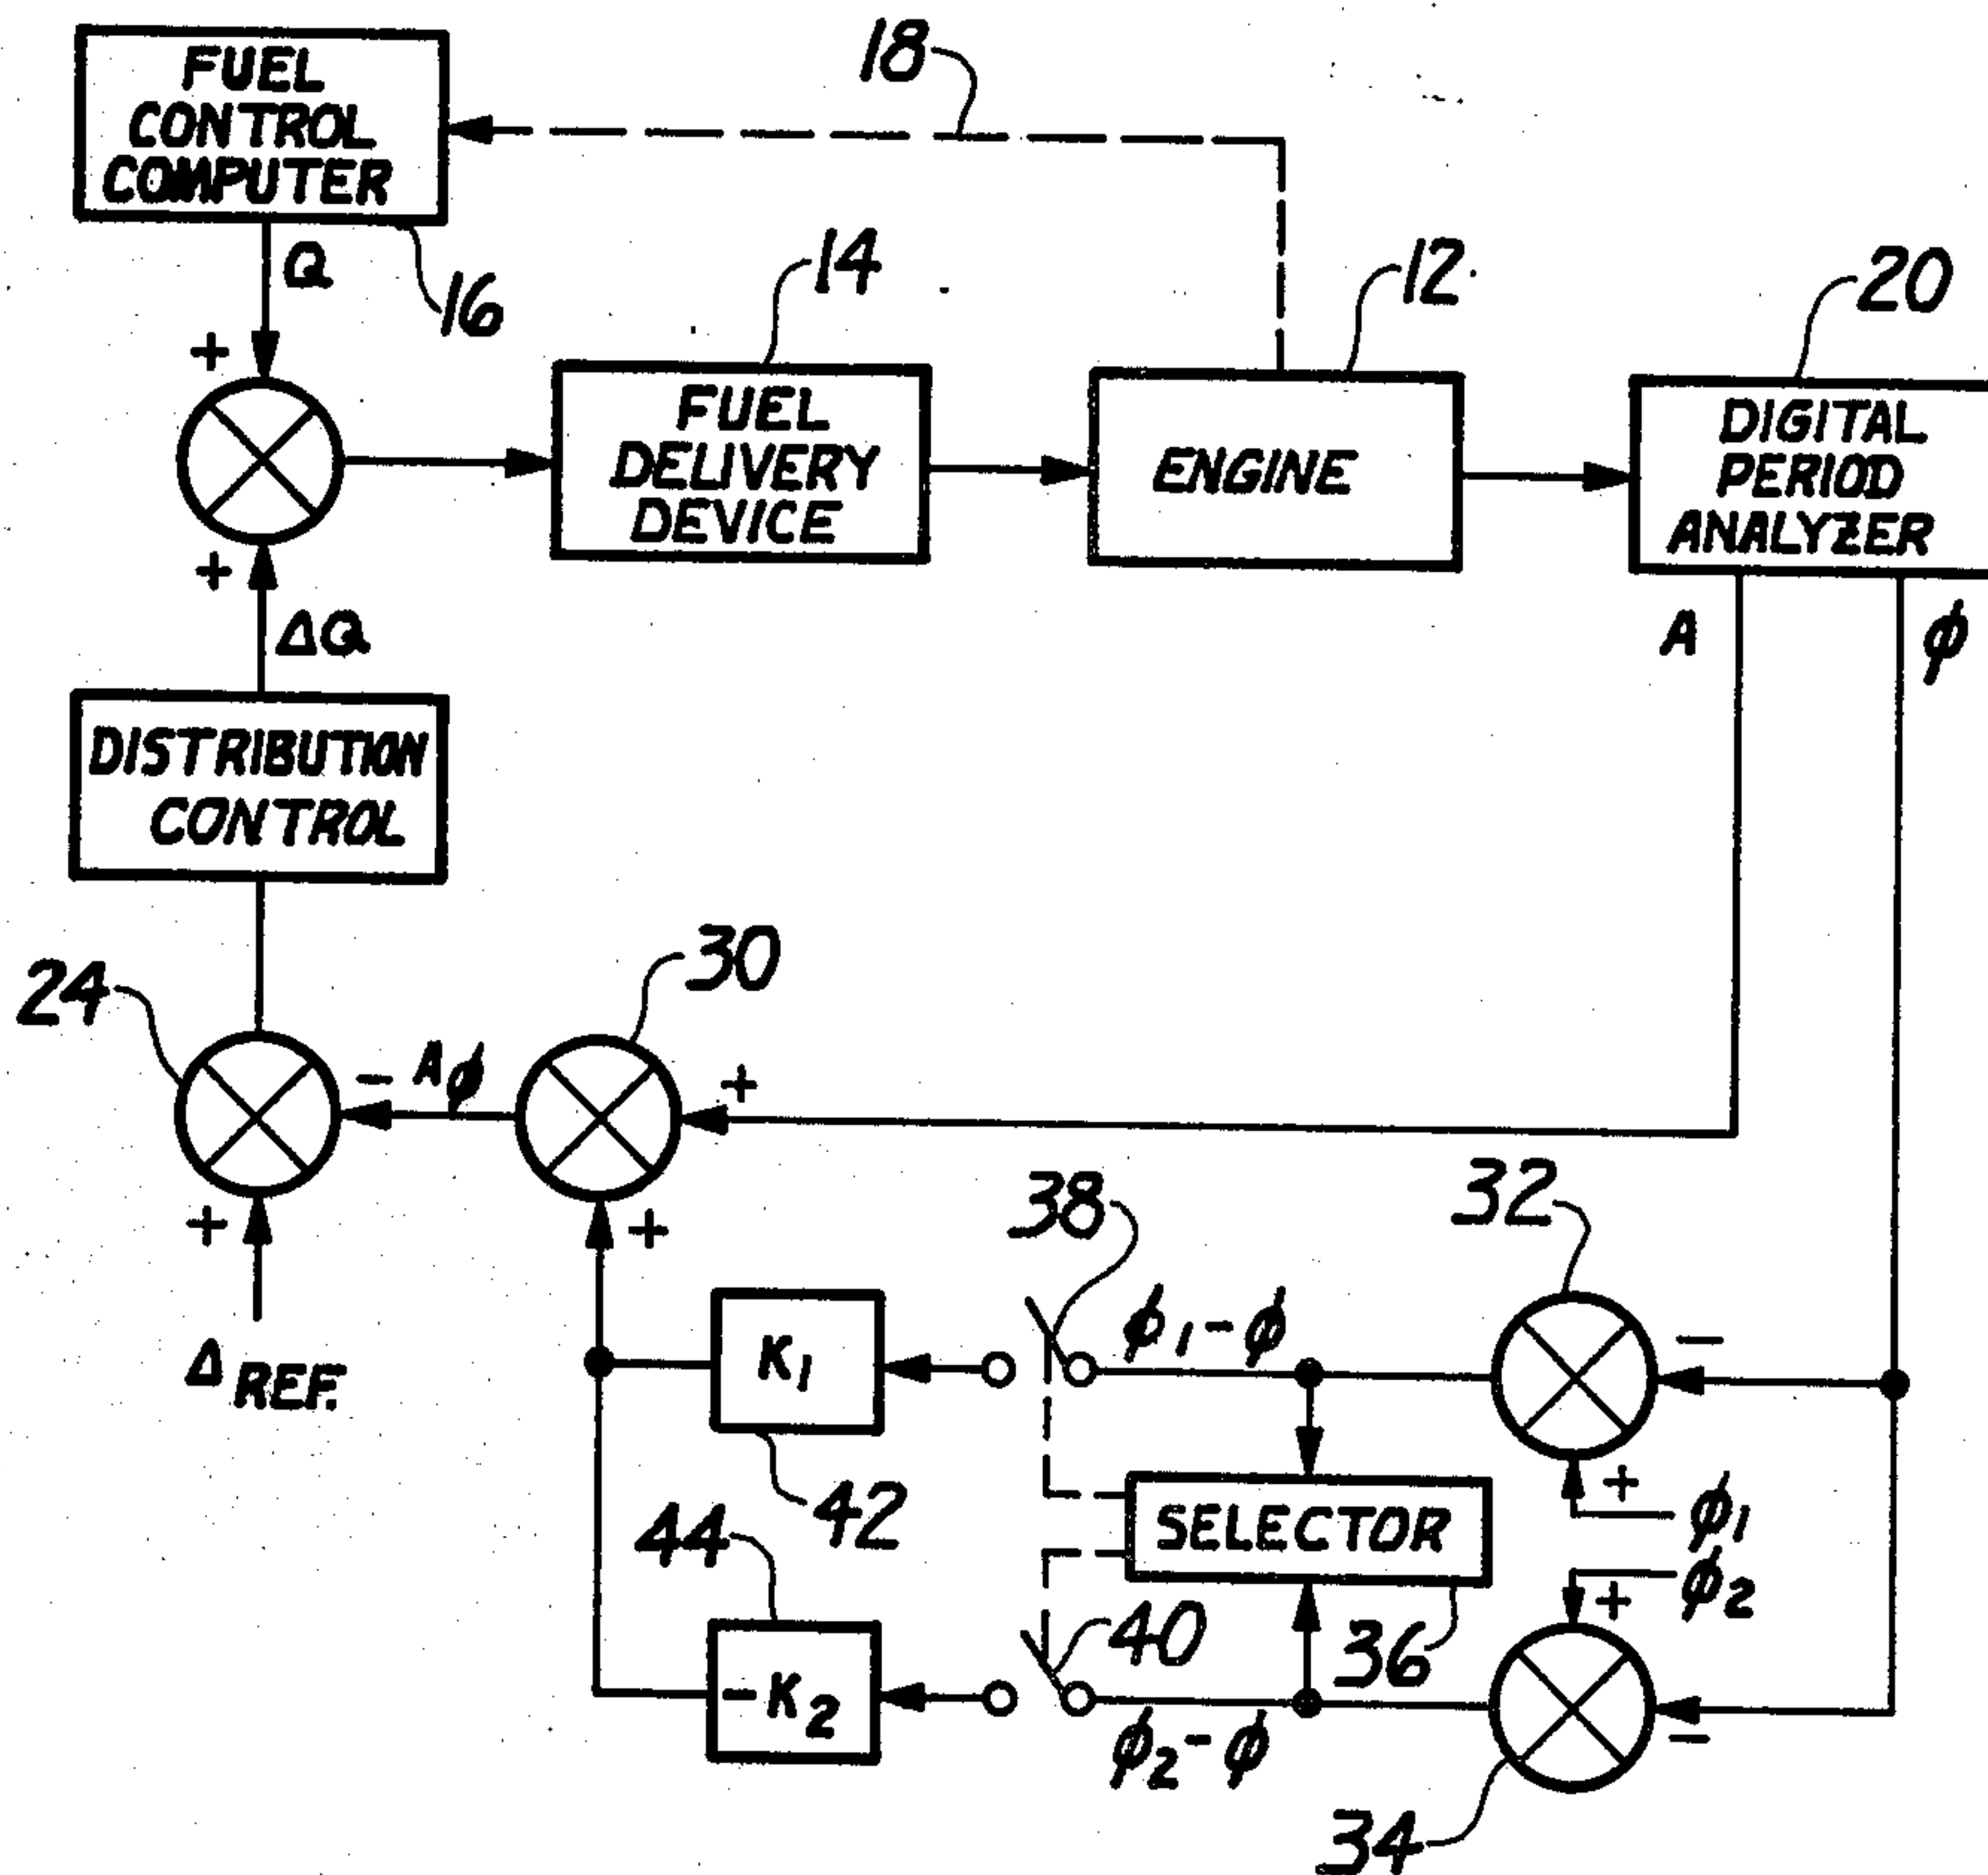 FUEL
CONTROL
COMPUTER
18
Q
16
14
12
20
+
FUEL
DELIVERY
DEVICE
ENGINE
DIGITAL
PERIOD
ANALYZER
+
ΔQ
A
ϕ
DISTRIBUTION
CONTROL
24
30
- Aϕ
+
+
+
Δ REF.
38
32
K1
ϕ1-ϕ
-
42
SELECTOR
+
ϕ1
44
+
ϕ2
40
36
-K2
ϕ2-ϕ
-
34